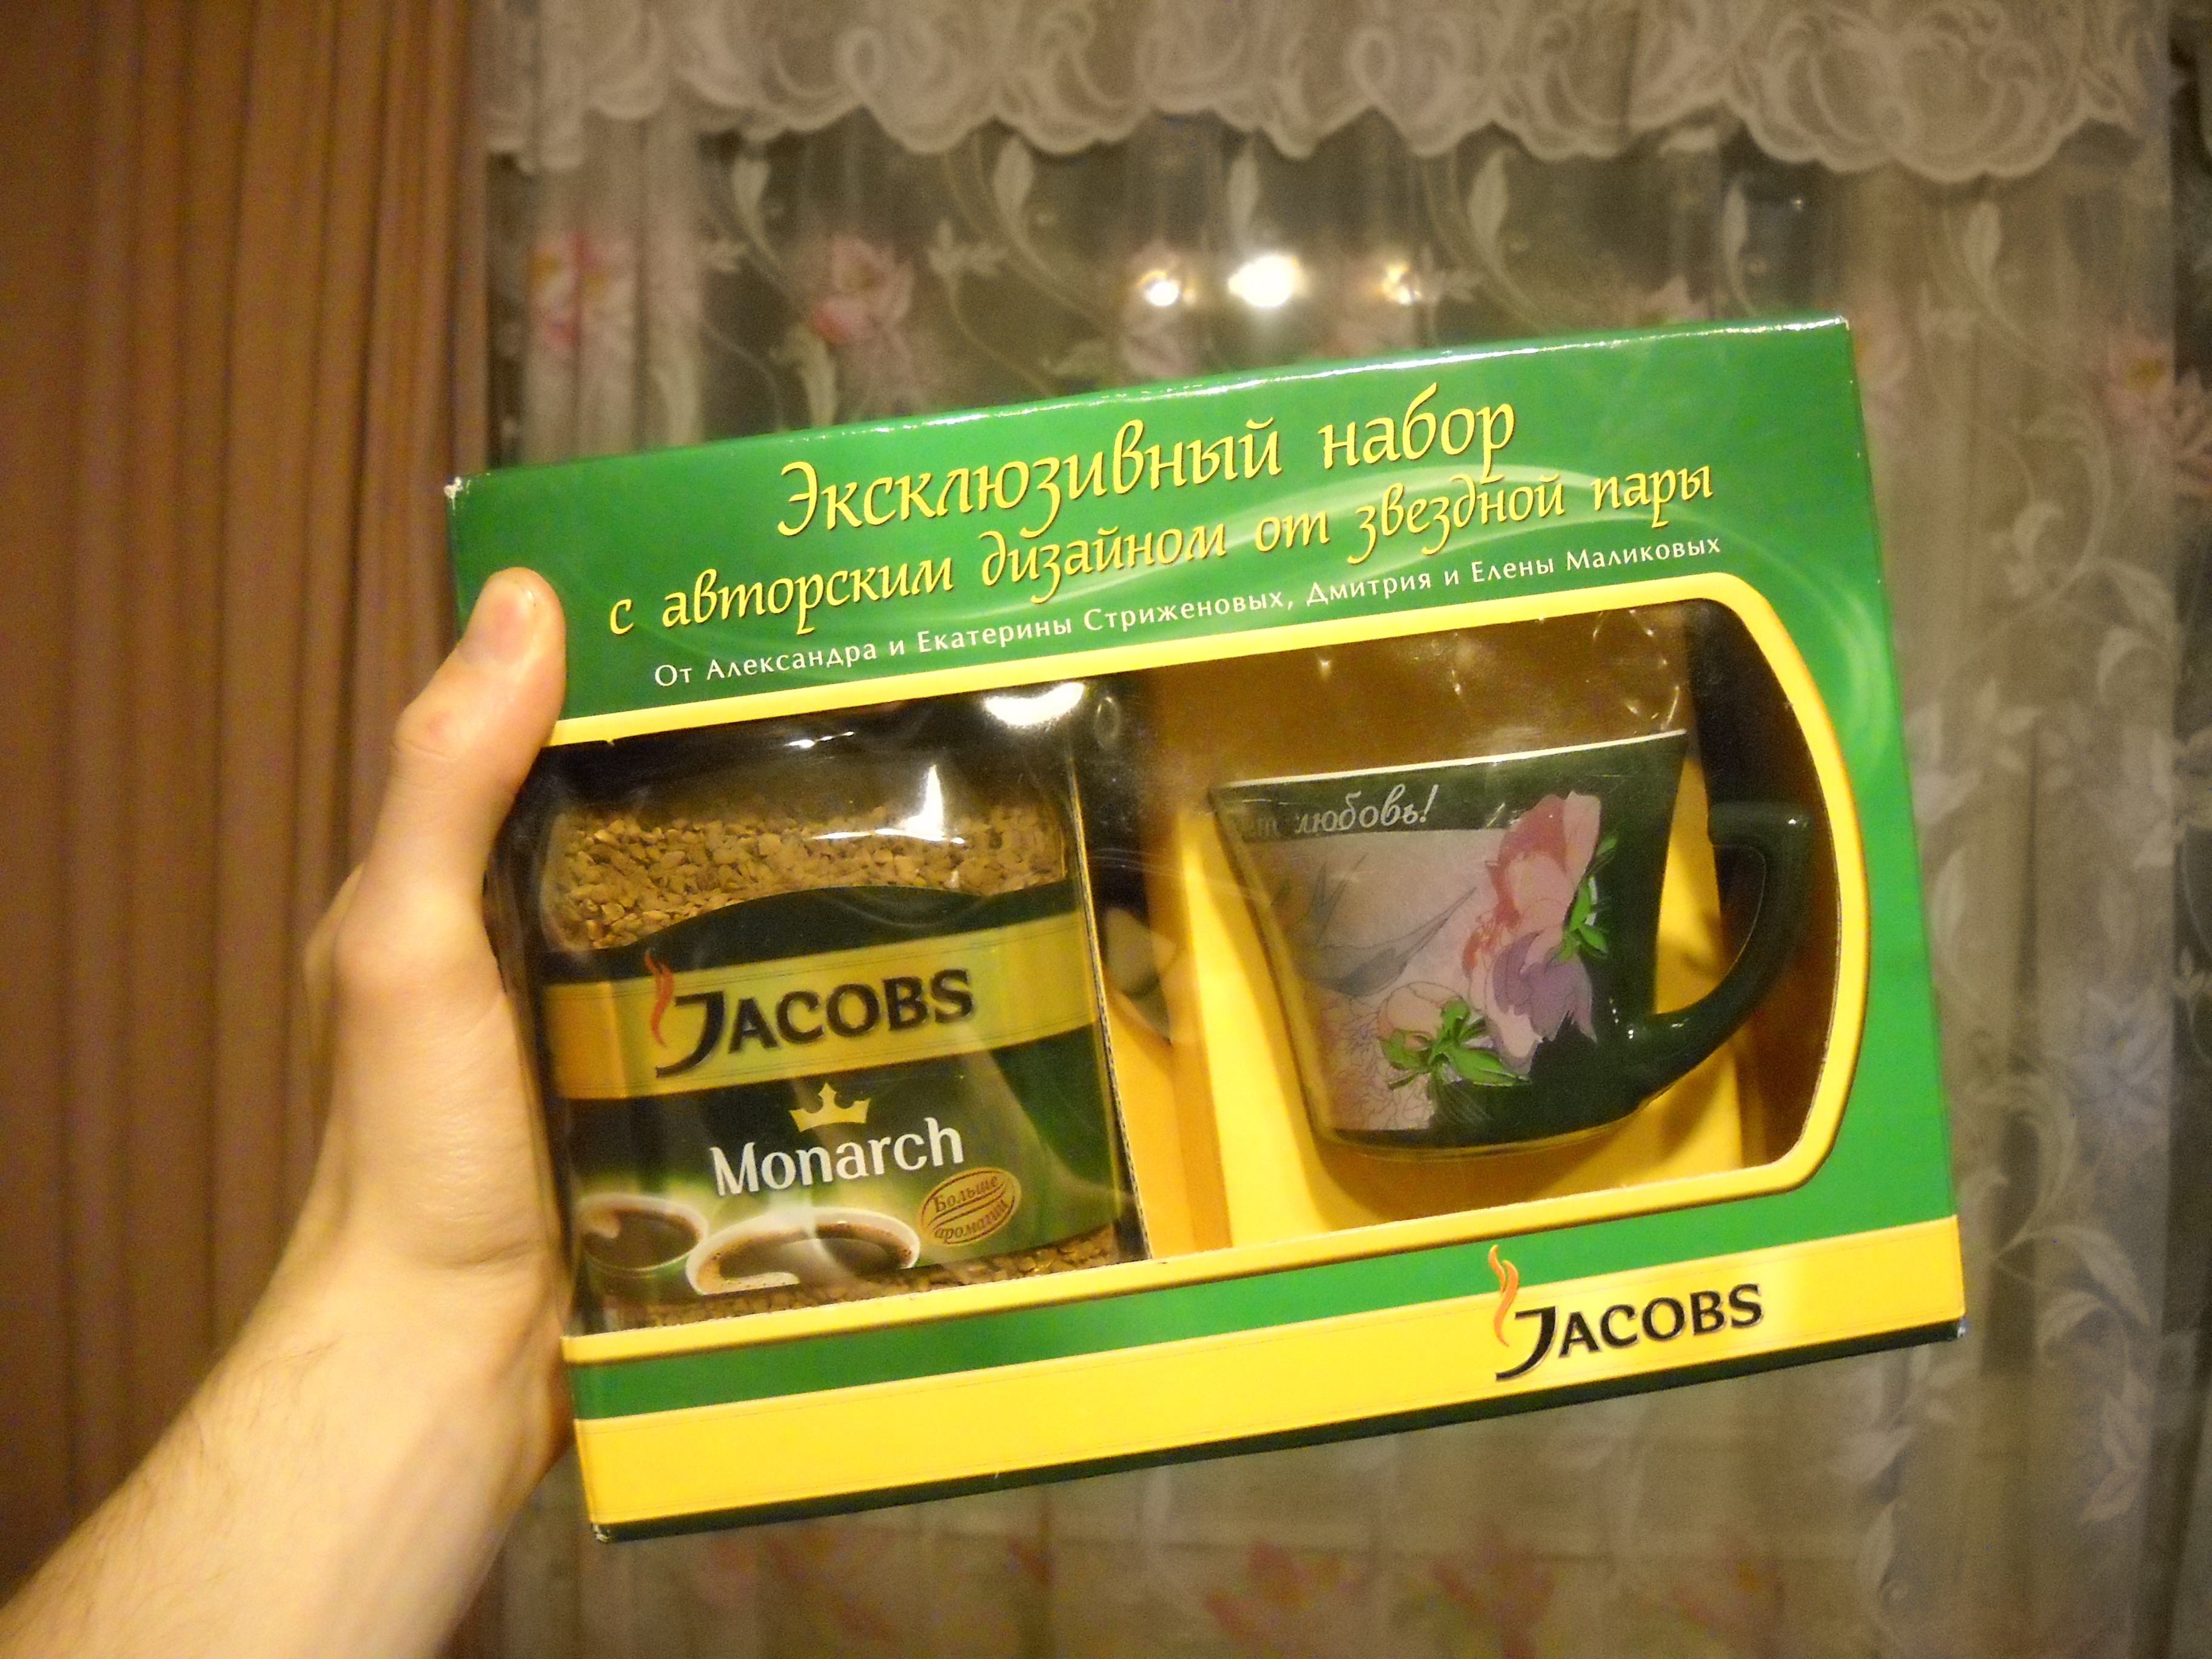 Эксклюзивный набор
с авторским дизайном от звездной пары
От Александра и Екатерины Стриженовых, Дмитрия и Елены Маликовых
любовь!
JACOBS
Monarch
Больше
аромата
JACOBS